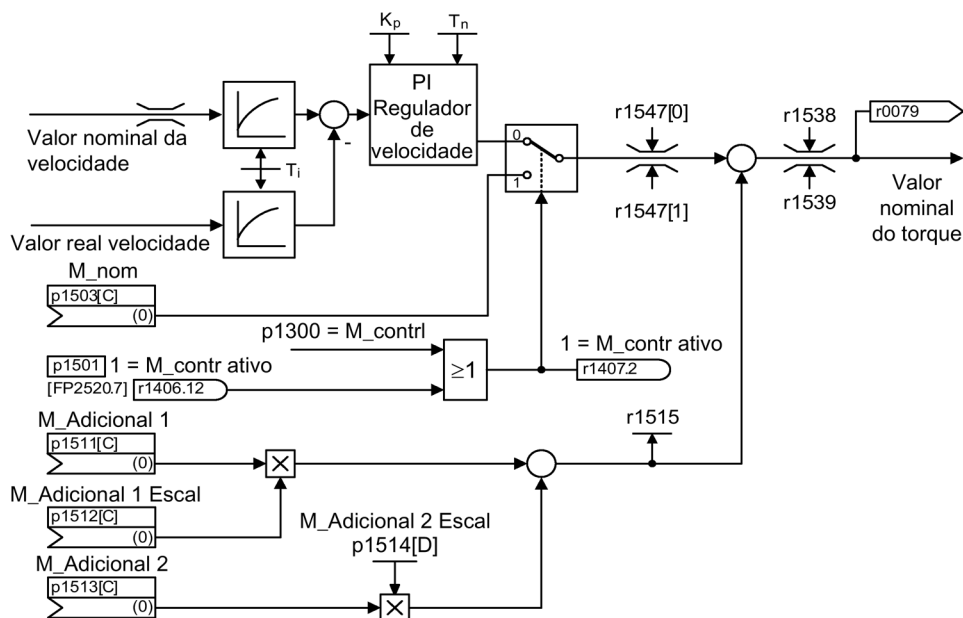 Kp
Tn
PI
Regulador
de
velocidade
Valor nominal da
velocidade
-
Ti
Valor real velocidade
0
1
r1547[0]
r1547[1]
r1538
r1539
r0079
Valor
nominal
do torque
M_nom
p1503[C]
(0)
p1300 = M_contrl
p1501 1 = M_contr ativo
[FP2520.7] r1406.12
≥1
1 = M_contr ativo
r1407.2
M_Adicional 1
p1511[C]
(0)
r1515
M_Adicional 1 Escal
p1512[C]
(0)
M_Adicional 2 Escal
p1514[D]
M_Adicional 2
p1513[C]
(0)